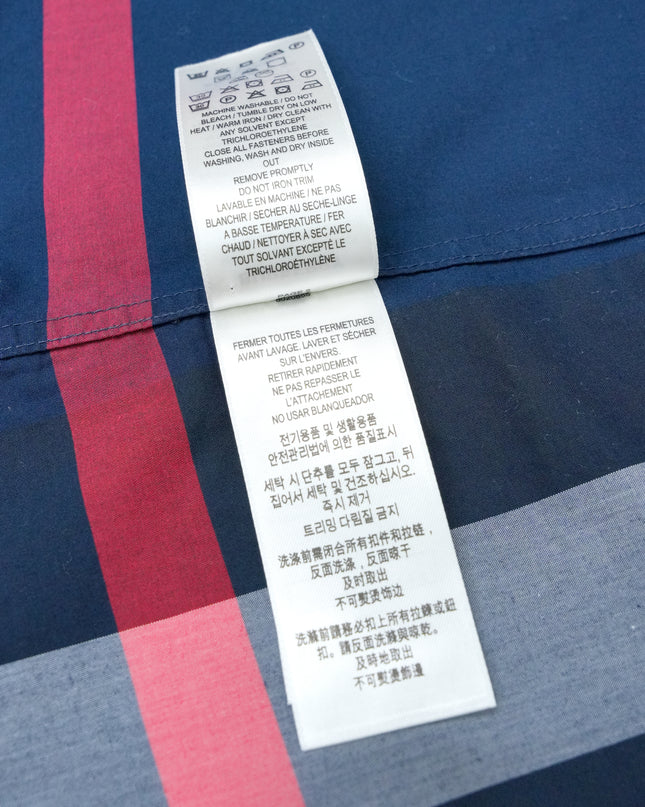 MACHINE WASHABLE / DO NOT
BLEACH / TUMBLE DRY ON LOW
HEAT / WARM IRON / DRY CLEAN WITH
ANY SOLVENT EXCEPT
TRICHLOROETHYLENE
CLOSE ALL FASTENERS BEFORE
WASHING, WASH AND DRY INSIDE
OUT
REMOVE PROMPTLY
DO NOT IRON TRIM
LAVABLE EN MACHINE / NE PAS
BLANCHIR / SECHER AU SECHE-LINGE
A BASSE TEMPERATURE / FER
CHAUD / NETTOYER À SEC AVEC
TOUT SOLVANT EXCEPTÉ LE
TRICHLOROÉTHYLÈNE
FERMER TOUTES LES FERMETURES
AVANT LAVAGE. LAVER ET SÉCHER
SUR L'ENVERS.
RETIRER RAPIDEMENT
NE PAS REPASSER LE
L'ATTACHEMENT
NO USAR BLANQUEADOR
전기용품 및 생활용품
안전관리법에 의한 품질표시
세탁 시 단추를 모두 잠그고, 뒤
집어서 세탁 및 건조하십시오.
즉시 제거
트리밍 다림질 금지
洗涤前需闭合所有扣件和拉链，
反面洗涤，反面晾干
及时取出
不可熨烫饰边
洗滌前請務必扣上所有拉鍊或鈕
扣。請反面洗滌與晾乾。
及時地取出
不可熨燙飾邊